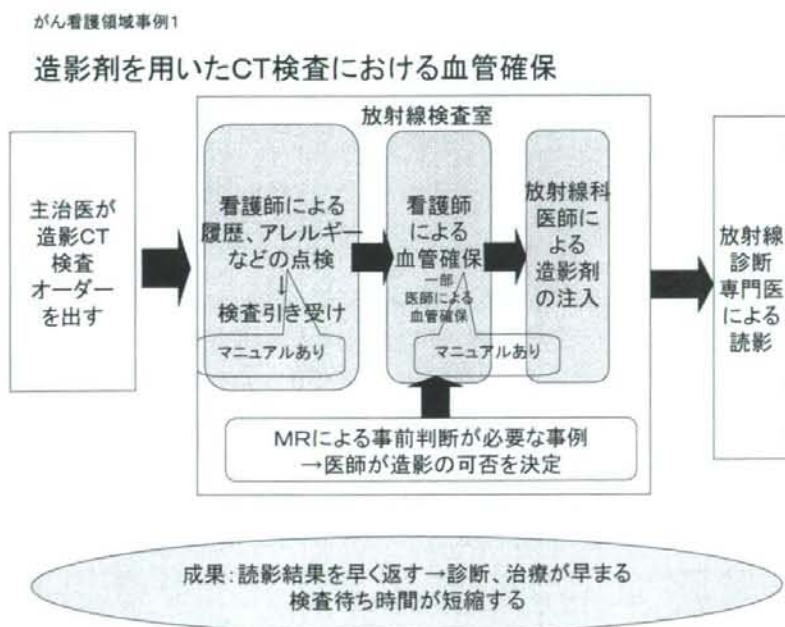 がん看護領域事例1
造影剤を用いたCT検査における血管確保
放射線検査室
主治医が
造影CT
検査
オーダー
を出す
看護師による
履歴、アレルギー
などの点検
↓
検査引き受け
マニュアルあり
看護師
による
血管確保
一部
医師による
血管確保
マニュアルあり
放射線科
医師に
よる
造影剤
の注入
放射線
診断
専門医
による
読影
MRによる事前判断が必要な事例
→医師が造影の可否を決定
成果：読影結果を早く返す→診断、治療が早まる
検査待ち時間が短縮する